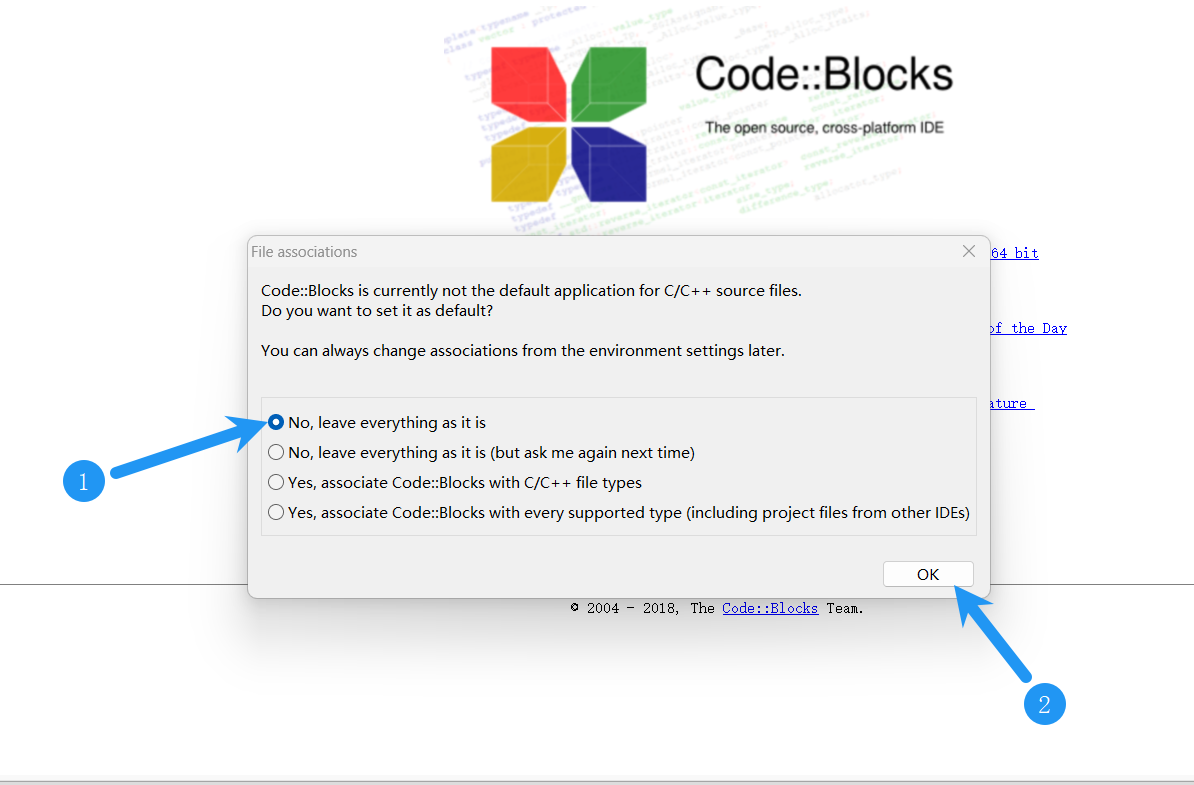 Code::Blocks
The open source, cross-platform IDE
File associations
64 bit
Code::Blocks is currently not the default application for C/C++ source files.
Do you want to set it as default?
of the Day
You can always change associations from the environment settings later.
ature
No, leave everything as it is
No, leave everything as it is (but ask me again next time)
1
Yes, associate Code::Blocks with C/C++ file types
Yes, associate Code::Blocks with every supported type (including project files from other IDEs)
OK
© 2004 - 2018, The Code::Blocks Team.
2